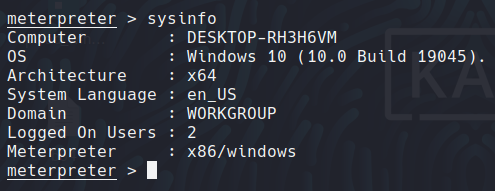 meterpreter > sysinfo
Computer        : DESKTOP-RH3H6VM
OS              : Windows 10 (10.0 Build 19045).
Architecture    : x64
System Language : en_US
Domain          : WORKGROUP
Logged On Users : 2
Meterpreter     : x86/windows
meterpreter >
KA